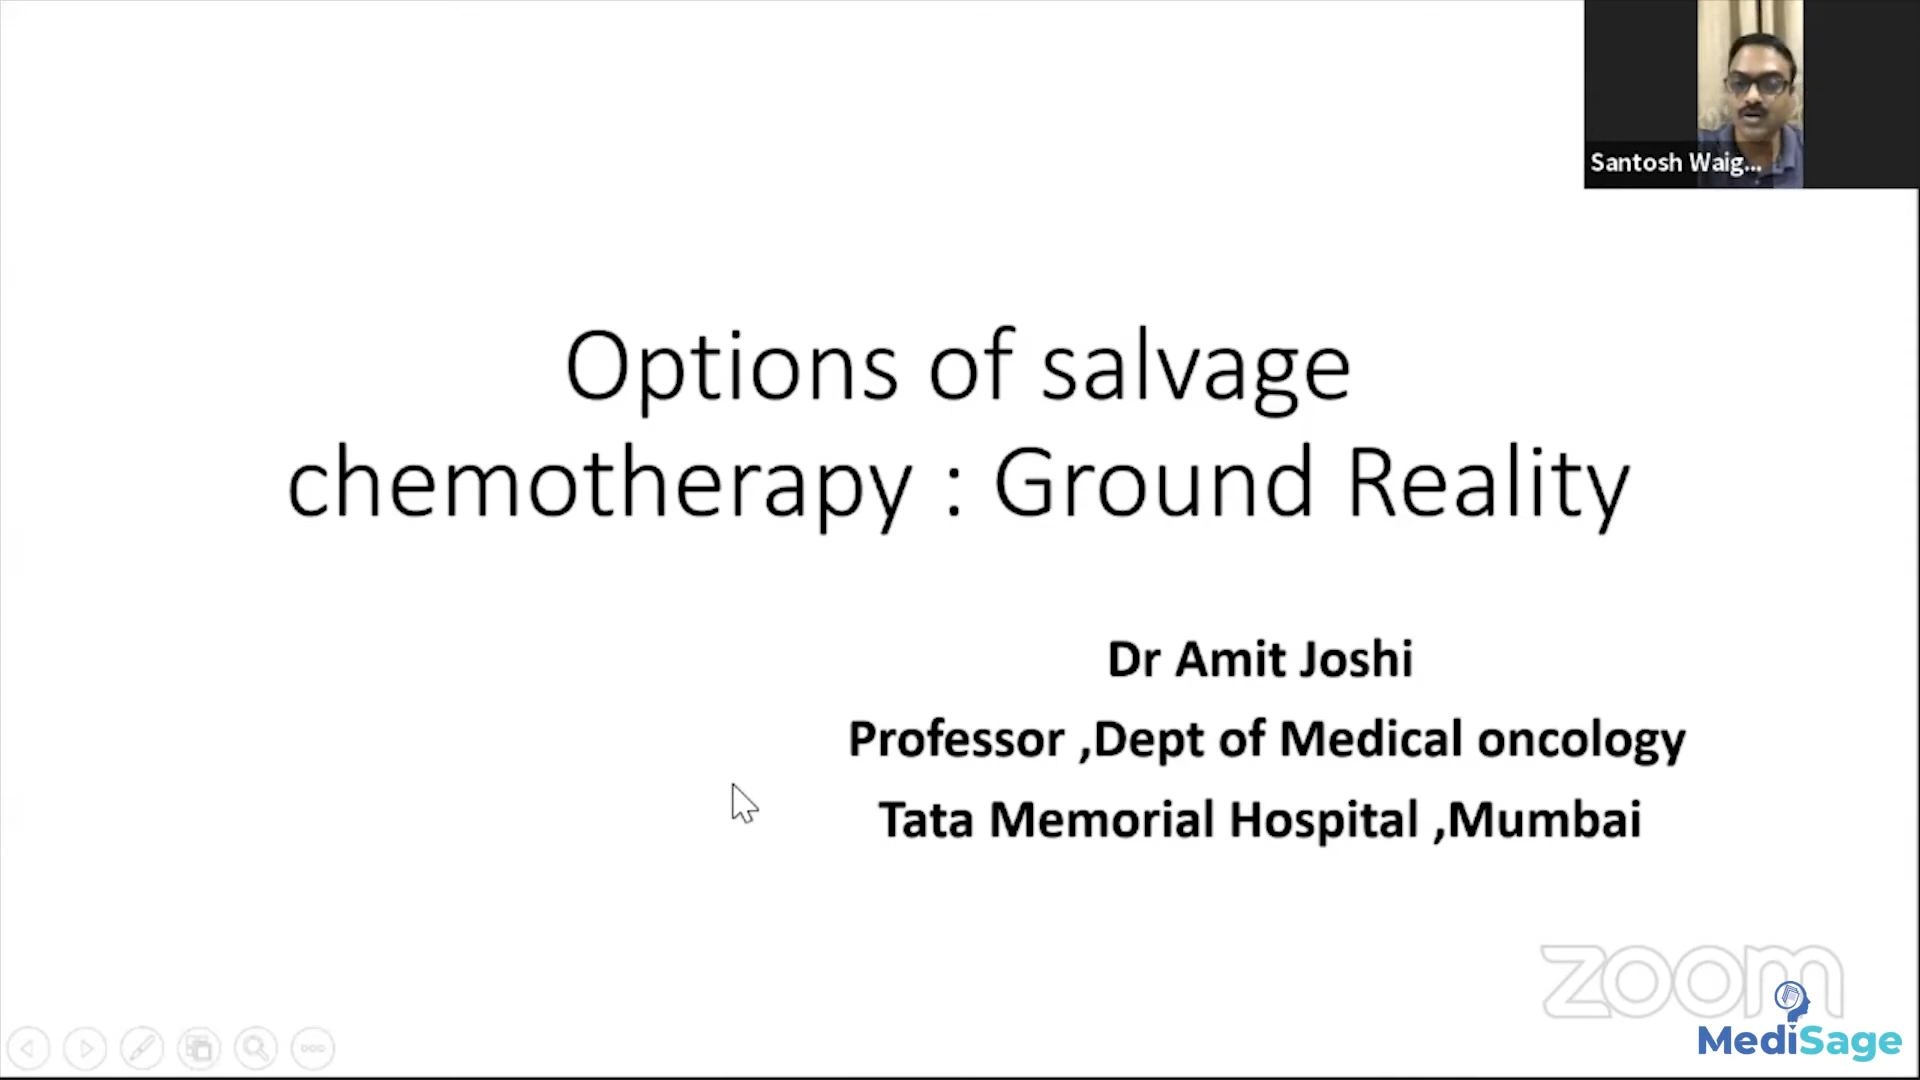 Santosh Waig...
Options of salvage
chemotherapy : Ground Reality
Dr Amit Joshi
Professor ,Dept of Medical oncology
Tata Memorial Hospital ,Mumbai
zoom
MediSage